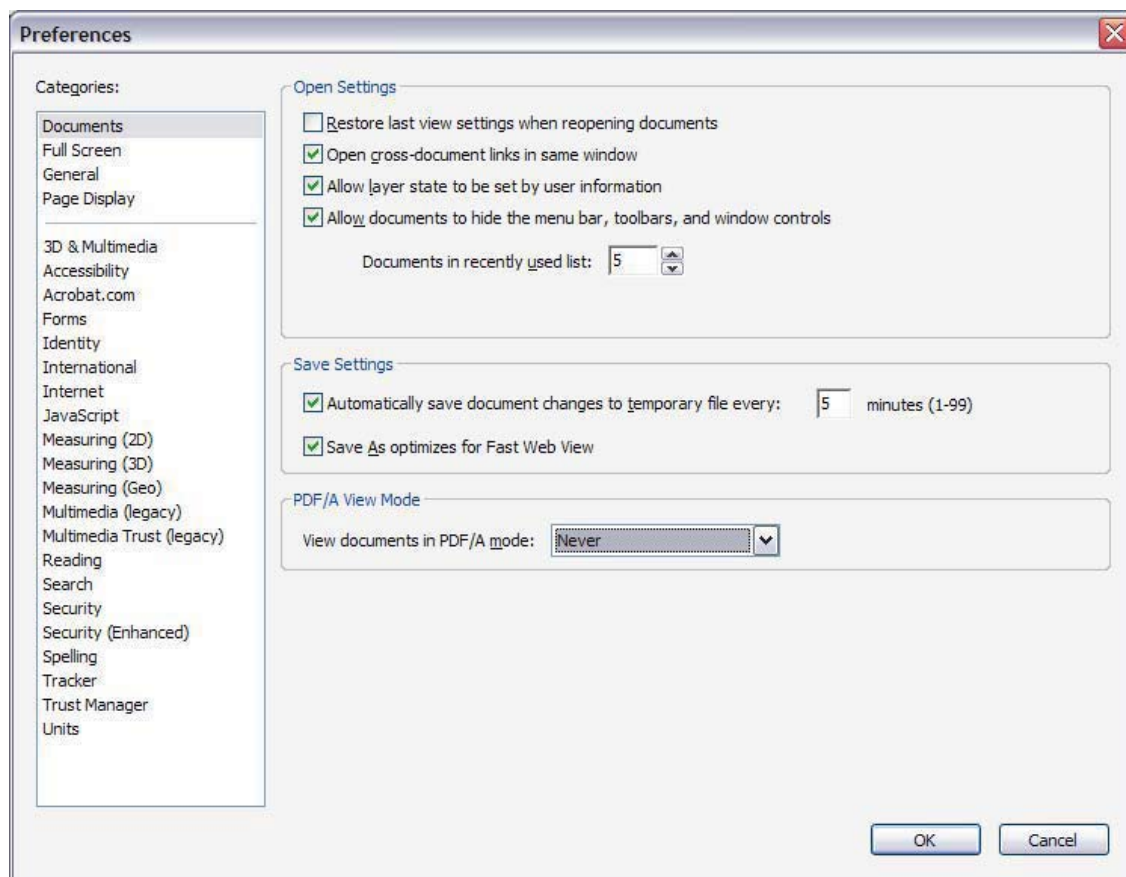 Preferences
Categories:
Documents
Full Screen
General
Page Display
3D & Multimedia
Accessibility
Acrobat.com
Forms
Identity
International
Internet
JavaScript
Measuring (2D)
Measuring (3D)
Measuring (Geo)
Multimedia (legacy)
Multimedia Trust (legacy)
Reading
Search
Security
Security (Enhanced)
Spelling
Tracker
Trust Manager
Units
Open Settings
Restore last view settings when reopening documents
Open cross-document links in same window
Allow layer state to be set by user information
Allow documents to hide the menu bar, toolbars, and window controls
Documents in recently used list: 5
Save Settings
Automatically save document changes to temporary file every: 5 minutes (1-99)
Save As optimizes for Fast Web View
PDF/A View Mode
View documents in PDF/A mode: Never
OK Cancel